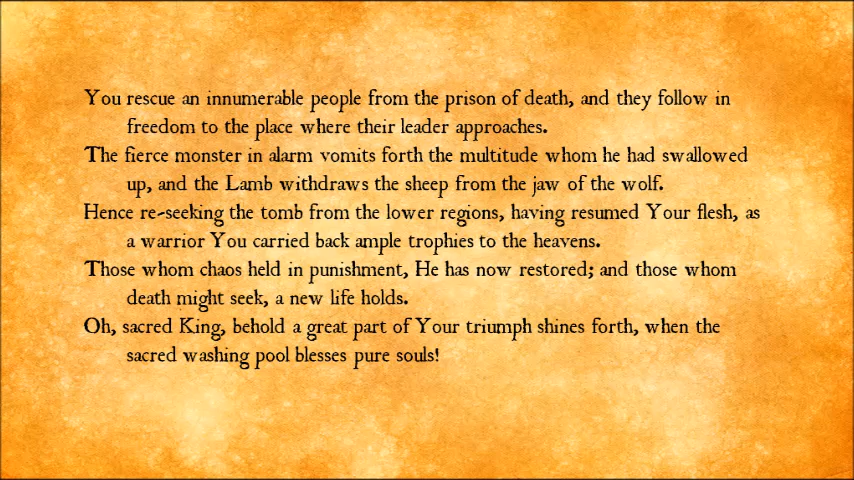 You rescue an innumerable people from the prison of death, and they follow in
freedom to the place where their leader approaches.
The fierce monster in alarm vomits forth the multitude whom he had swallowed
up, and the Lamb withdraws the sheep from the jaw of the wolf.
Hence re-seeking the tomb from the lower regions, having resumed Your flesh, as
a warrior You carried back ample trophies to the heavens.
Those whom chaos held in punishment, He has now restored; and those whom
death might seek, a new life holds.
Oh, sacred King, behold a great part of Your triumph shines forth, when the
sacred washing pool blesses pure souls!